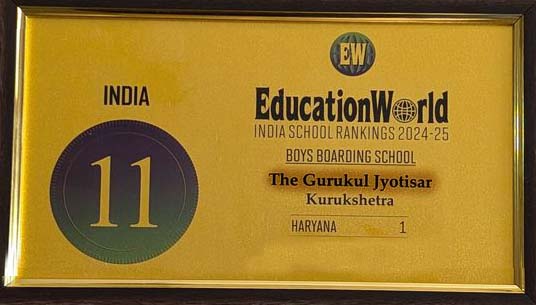 EW
INDIA
11
EducationWorld
INDIA SCHOOL RANKINGS 2024-25
BOYS BOARDING SCHOOL
The Gurukul Jyotisar
Kurukshetra
HARYANA 1